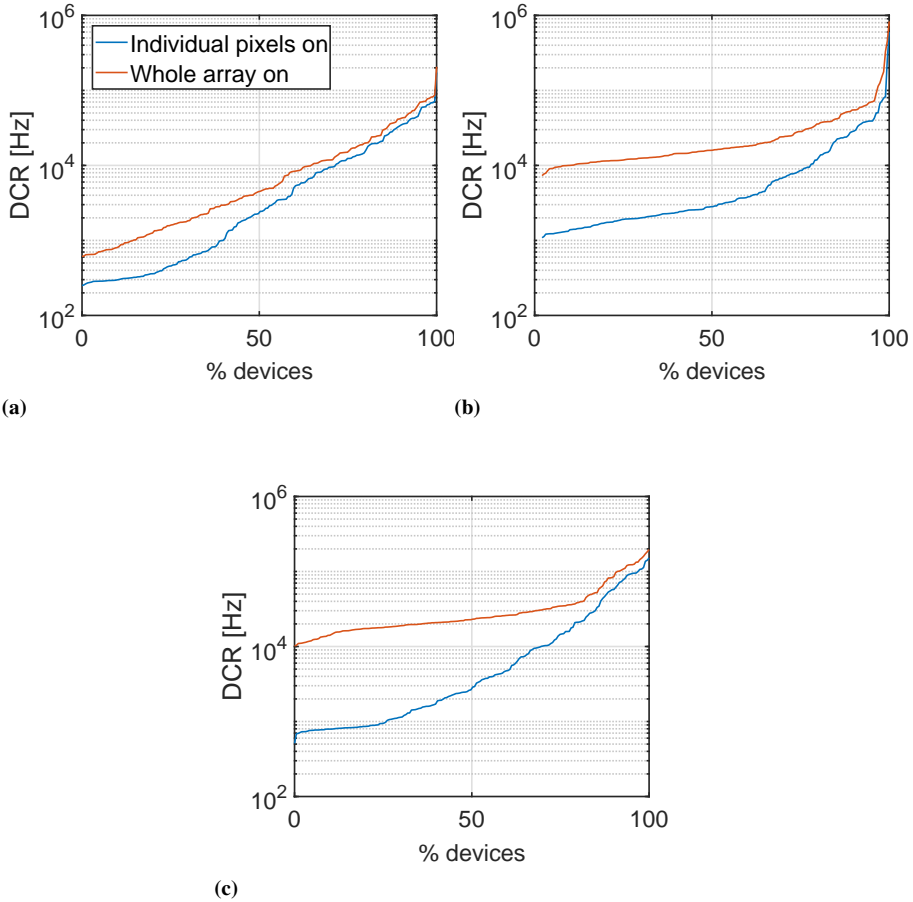 10^6
Individual pixels on
Whole array on
DCR [Hz]
10^4
10^2
0
50
100
% devices
(a)
10^6
DCR [Hz]
10^4
10^2
0
50
100
% devices
(b)
10^6
DCR [Hz]
10^4
10^2
0
50
100
% devices
(c)